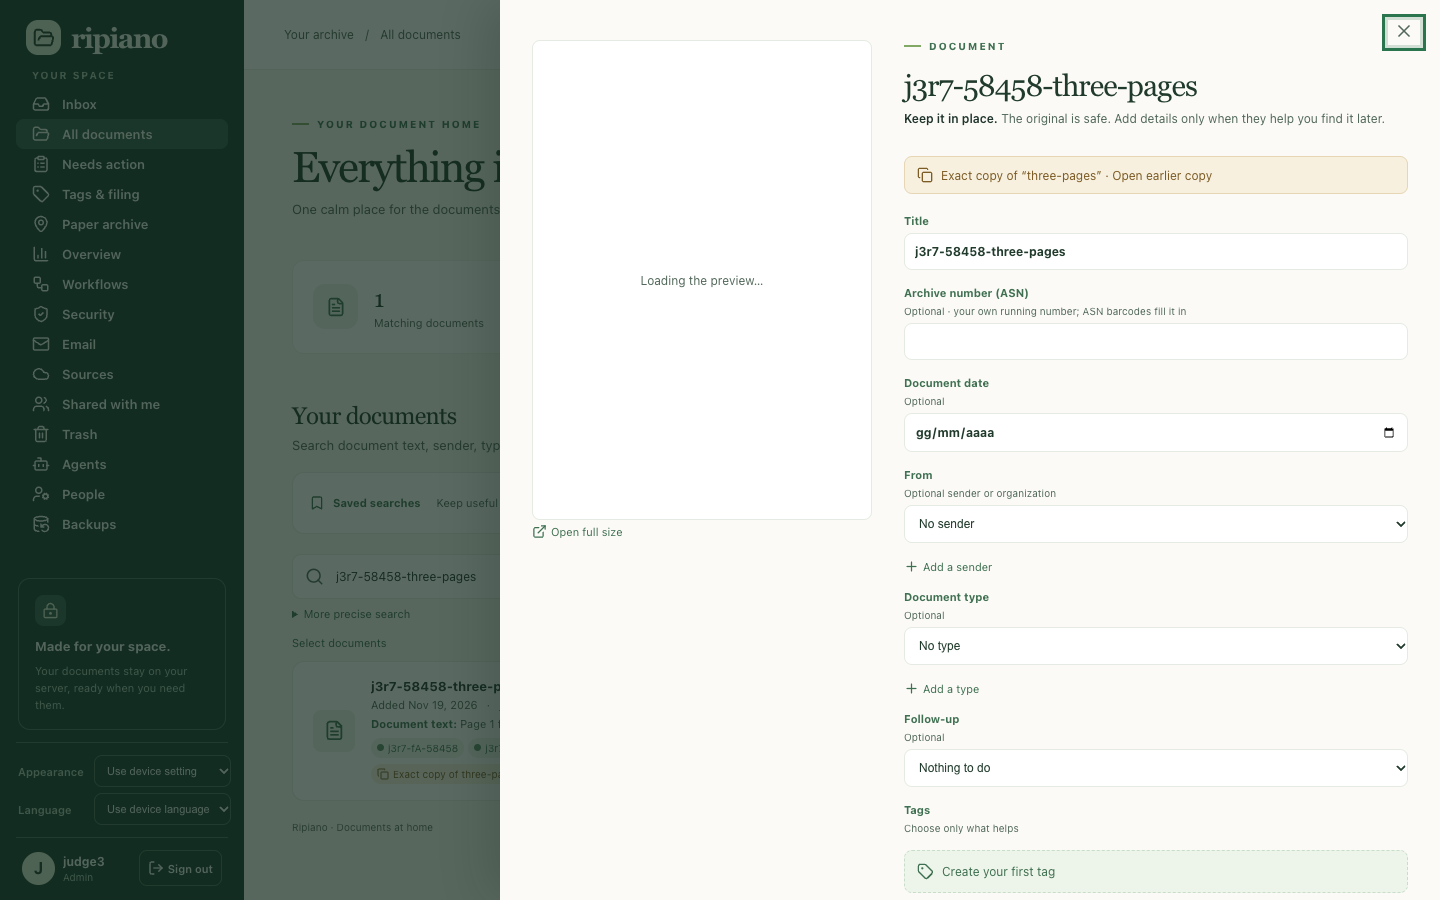 ripiano
YOUR SPACE
Inbox
All documents
Needs action
Tags & filing
Paper archive
Overview
Workflows
Security
Email
Sources
Shared with me
Trash
Agents
People
Backups
Made for your space.
Your documents stay on your
server, ready when you need
them.
Appearance
Use device setting
Language
Use device language
J
judge3
Admin
Sign out
Your archive / All documents
YOUR DOCUMENT HOME
Everything
One calm place for the documents
1
Matching documents
Your documents
Search document text, sender,
Saved searches
Keep useful
j3r7-58458-three-pages
More precise search
Select documents
j3r7-58458-three-p
Added Nov 19, 2026 ·
Document text: Page 1
j3r7-fA-58458
j3r
Exact copy of three-pa
Ripiano · Documents at home
Loading the preview...
Open full size
DOCUMENT
j3r7-58458-three-pages
Keep it in place. The original is safe. Add details only when they help you find it later.
Exact copy of “three-pages” · Open earlier copy
Title
j3r7-58458-three-pages
Archive number (ASN)
Optional · your own running number; ASN barcodes fill it in
Document date
Optional
gg/mm/aaaa
From
Optional sender or organization
No sender
Add a sender
Document type
Optional
No type
Add a type
Follow-up
Optional
Nothing to do
Tags
Choose only what helps
Create your first tag